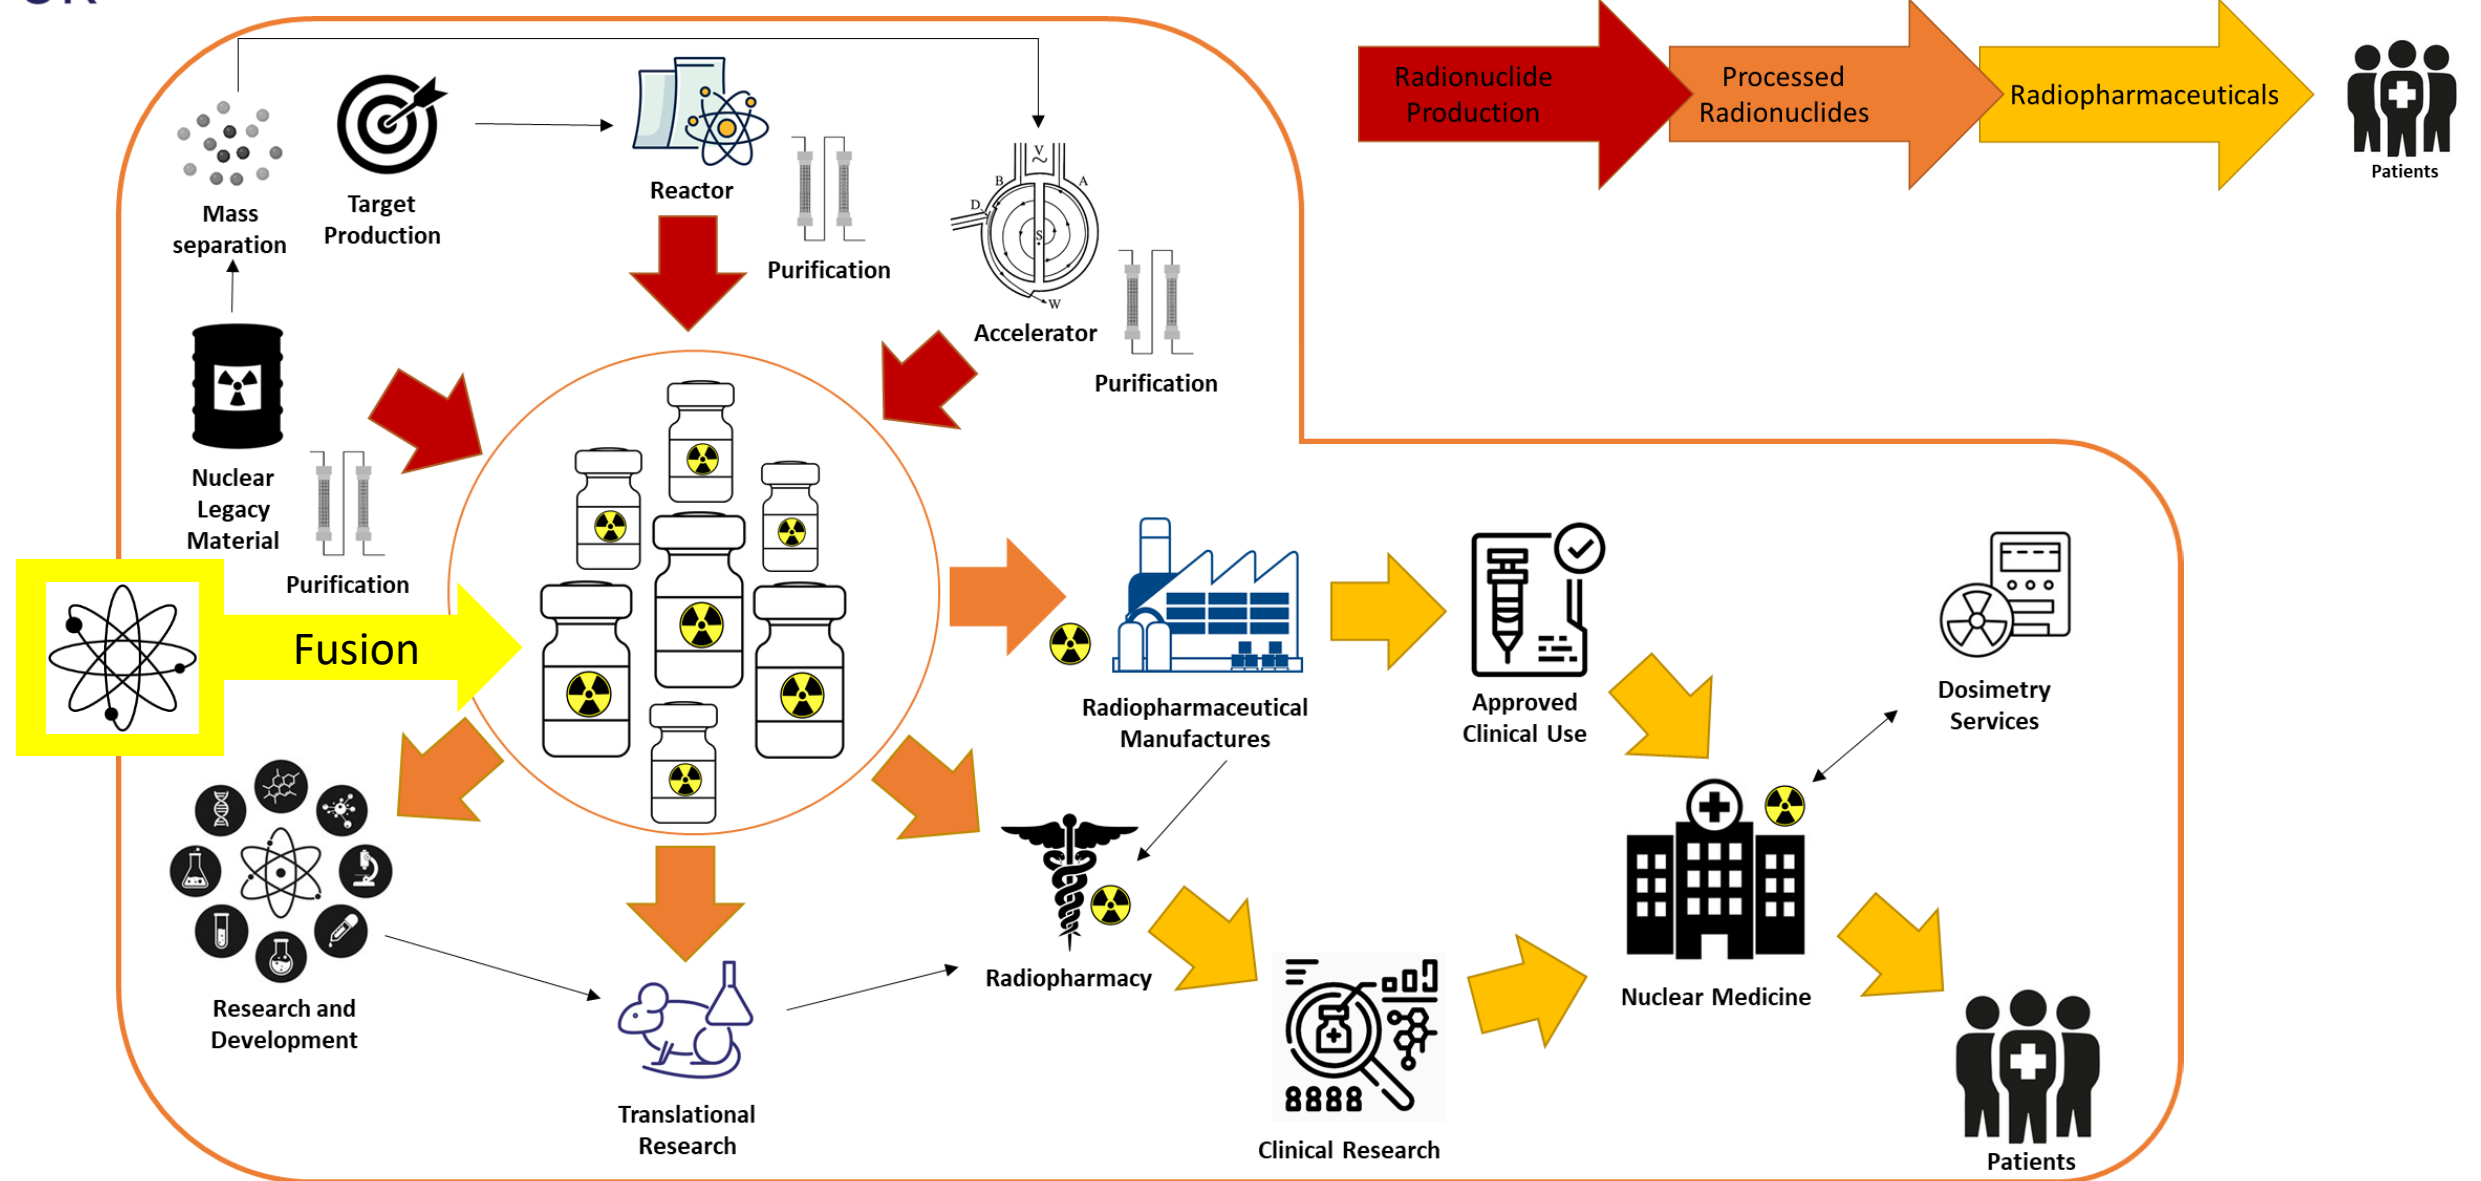 Radionuclide
Production
Processed
Radionuclides
Radiopharmaceuticals
Patients
Mass
separation
Target
Production
Reactor
Purification
V
~
B
A
D
S
W
Accelerator
Purification
Nuclear
Legacy
Material
Purification
Fusion
Radiopharmaceutical
Manufactures
Approved
Clinical Use
Dosimetry
Services
Research and
Development
Translational
Research
Radiopharmacy
Clinical Research
Nuclear Medicine
Patients